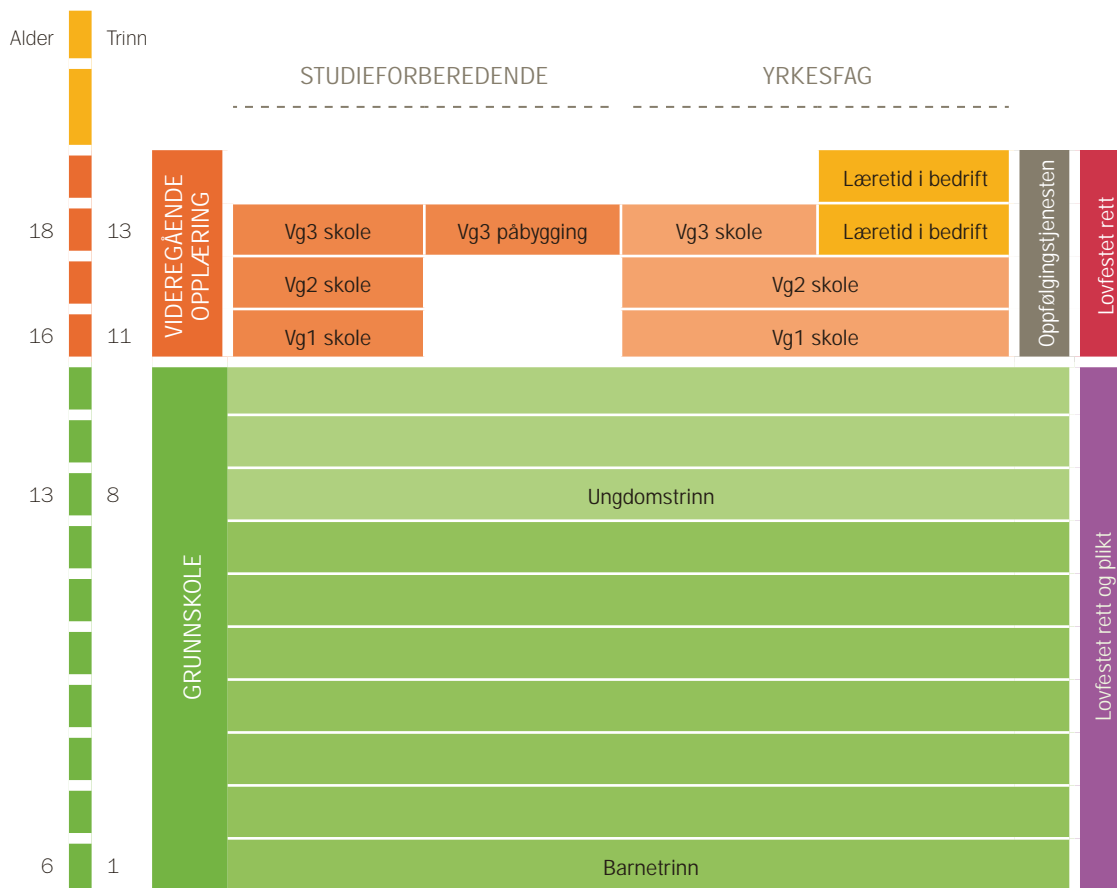 Alder Trinn
STUDIEFORBEREDENDE YRKESFAG
VIDEREGÅENDE
OPPLÆRING
Læretid i bedrift
18 13 Vg3 skole Vg3 påbygging Vg3 skole Læretid i bedrift
Vg2 skole Vg2 skole
16 11 Vg1 skole Vg1 skole
Oppfølgingstjenesten
Lovfestet rett
GRUNNSKOLE
13 8 Ungdomstrinn
6 1 Barnetrinn
Lovfestet rett og plikt